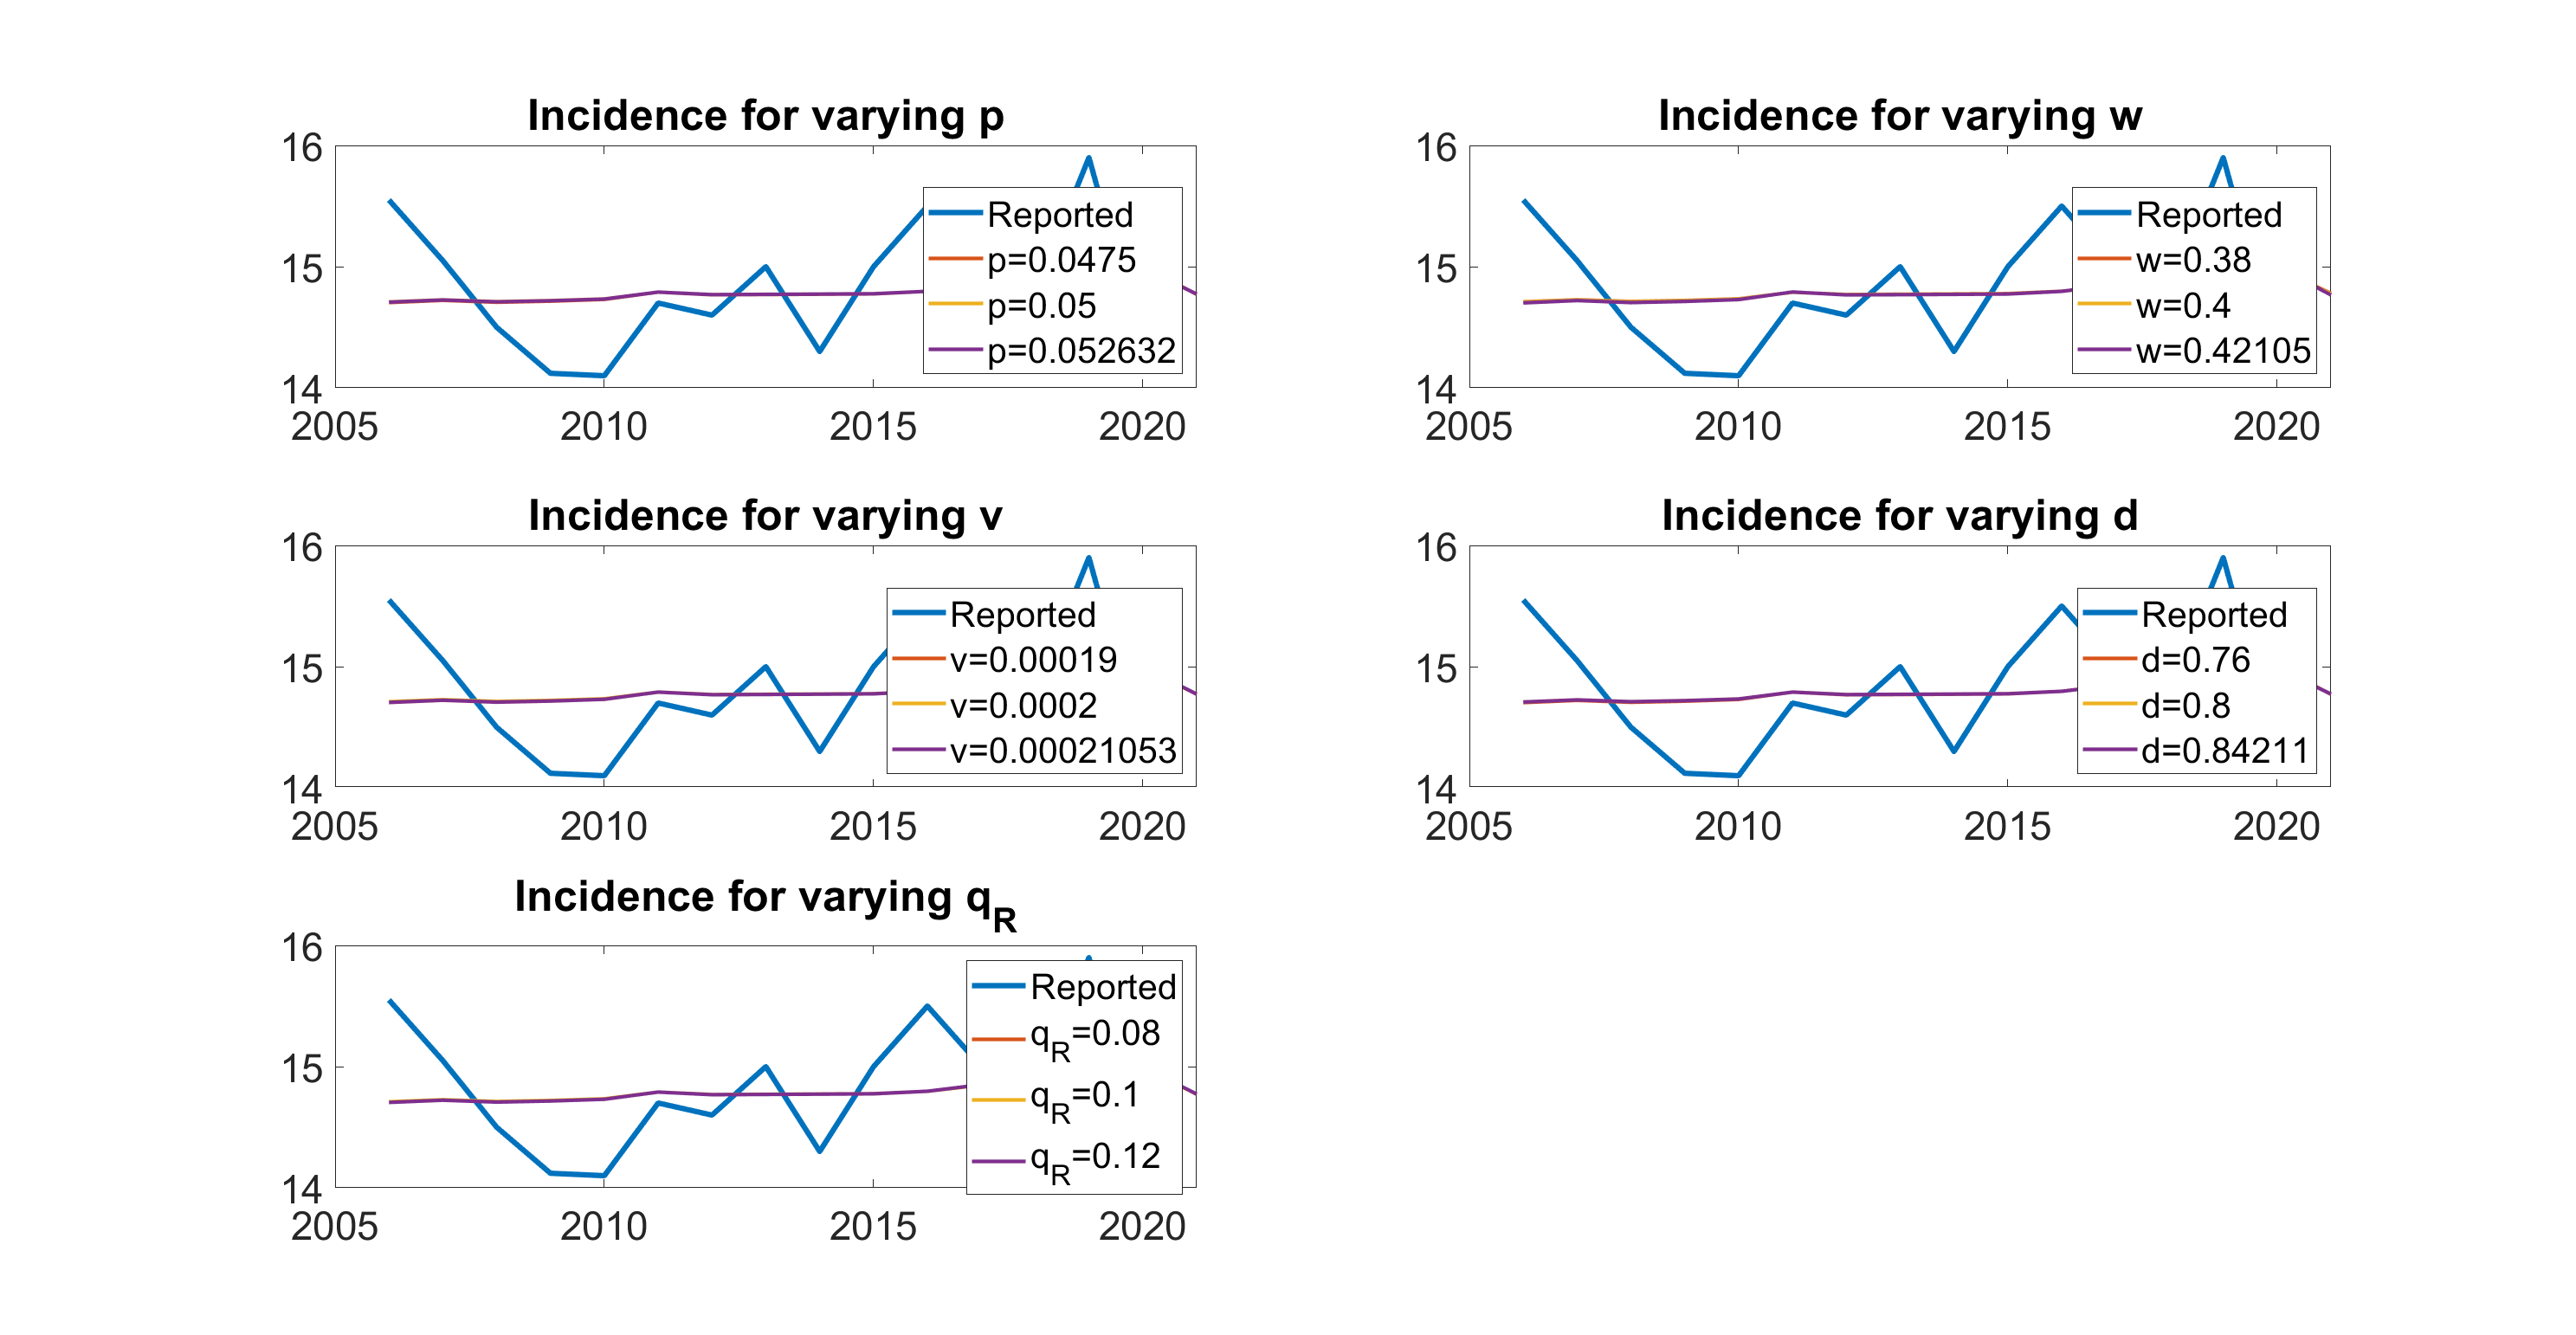 Incidence for varying p
16
15
14
2005 2010 2015 2020
Reported
p=0.0475
p=0.05
p=0.052632
Incidence for varying w
16
15
14
2005 2010 2015 2020
Reported
w=0.38
w=0.4
w=0.42105
Incidence for varying v
16
15
14
2005 2010 2015 2020
Reported
v=0.00019
v=0.0002
v=0.00021053
Incidence for varying d
16
15
14
2005 2010 2015 2020
Reported
d=0.76
d=0.8
d=0.84211
Incidence for varying q_R
16
15
14
2005 2010 2015 2020
Reported
q_R=0.08
q_R=0.1
q_R=0.12